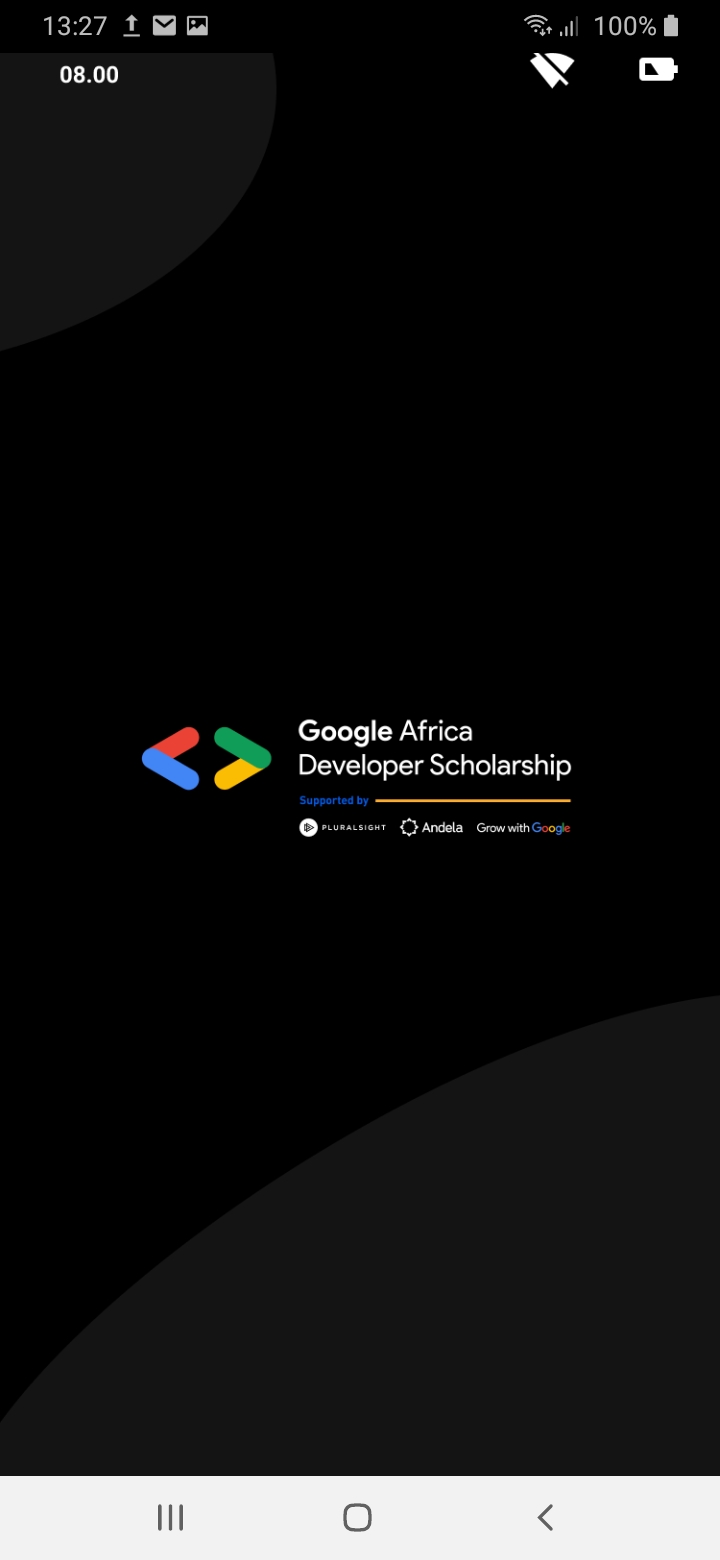 13:27 100%
08.00
Google Africa
Developer Scholarship
Supported by
PLURALSIGHT Andela Grow with Google